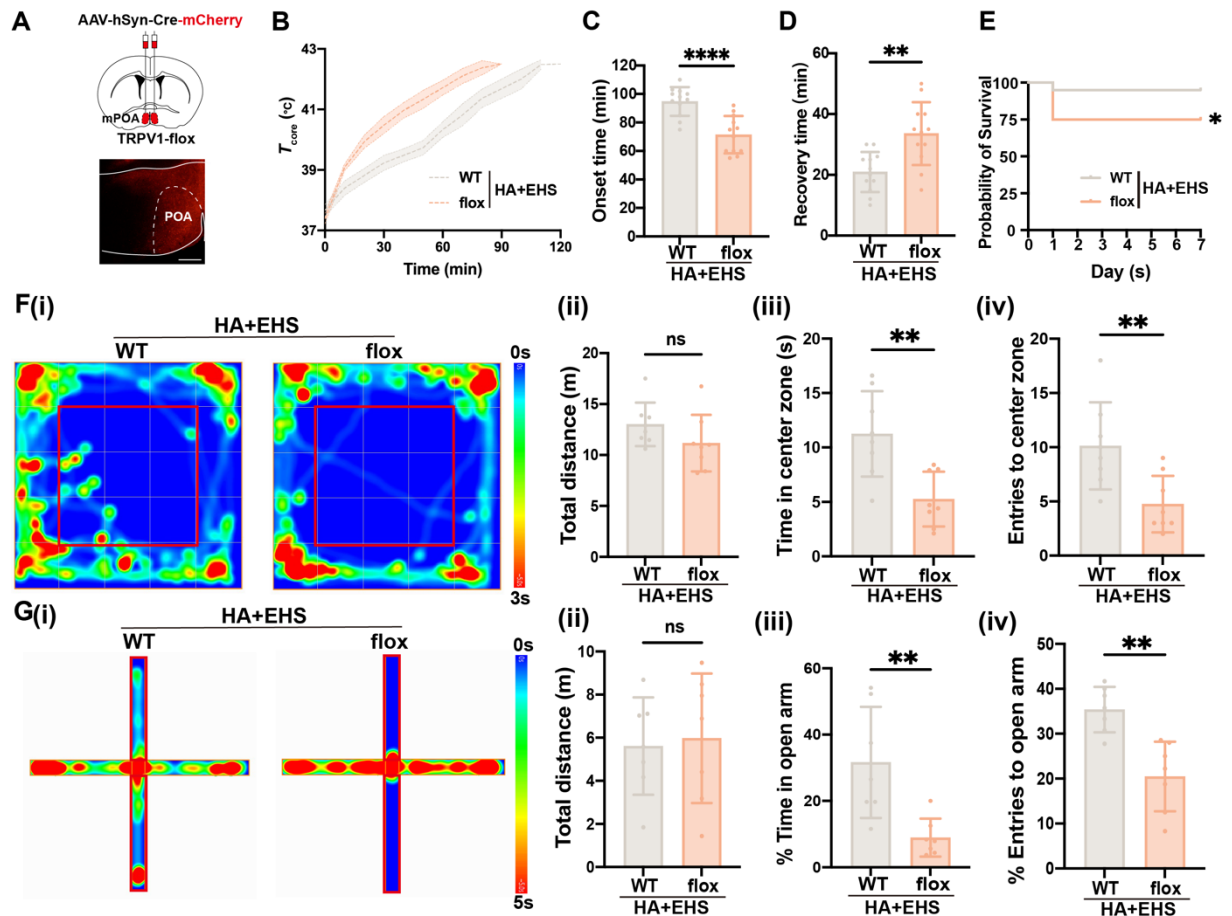 A
AAV-hSyn-Cre-mCherry
mPOA
TRPV1-flox
POA
B
43
41
39
37
Tcore (°c)
0 30 60 90 120
Time (min)
WT
flox
HA+EHS
C
****
120
100
80
60
40
20
0
Onset time (min)
WT flox
HA+EHS
D
**
60
40
20
0
Recovery time (min)
WT flox
HA+EHS
E
100
75
50
25
0
Probability of Survival
*
WT
flox
HA+EHS
0 1 2 3 4 5 6 7
Day (s)
F(i)
HA+EHS
WT flox
0s
3s
(ii)
ns
20
15
10
5
0
Total distance (m)
WT flox
HA+EHS
(iii)
**
20
15
10
5
0
Time in center zone (s)
WT flox
HA+EHS
(iv)
**
20
15
10
5
0
Entries to center zone
WT flox
HA+EHS
G(i)
HA+EHS
WT flox
0s
5s
(ii)
ns
10
8
6
4
2
0
Total distance (m)
WT flox
HA+EHS
(iii)
**
60
40
20
0
% Time in open arm
WT flox
HA+EHS
(iv)
**
50
40
30
20
10
0
% Entries to open arm
WT flox
HA+EHS